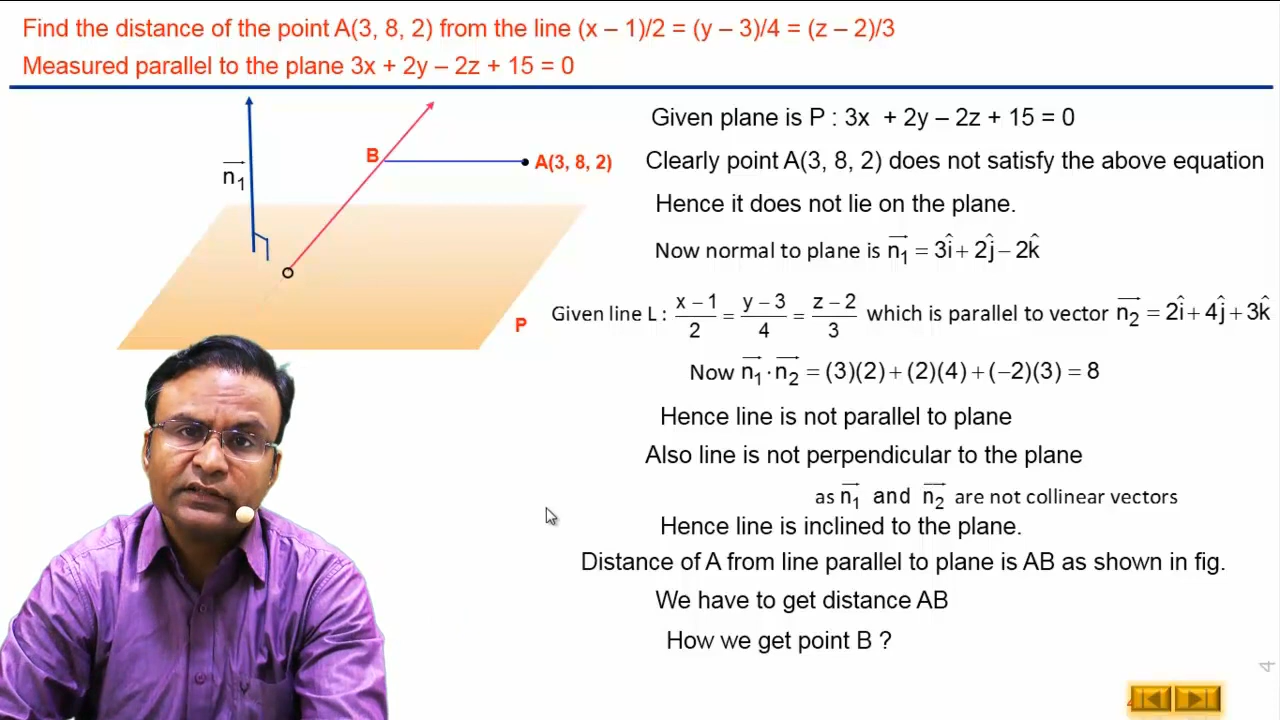 Find the distance of the point A(3, 8, 2) from the line (x – 1)/2 = (y – 3)/4 = (z – 2)/3
Measured parallel to the plane 3x + 2y – 2z + 15 = 0
n₁
B
A(3, 8, 2)
P
Given plane is P : 3x + 2y – 2z + 15 = 0
Clearly point A(3, 8, 2) does not satisfy the above equation
Hence it does not lie on the plane.
Now normal to plane is n₁⃗ = 3î + 2ĵ – 2k̂
Given line L : (x – 1)/2 = (y – 3)/4 = (z – 2)/3 which is parallel to vector n₂⃗ = 2î + 4ĵ + 3k̂
Now n₁⃗ · n₂⃗ = (3)(2) + (2)(4) + (–2)(3) = 8
Hence line is not parallel to plane
Also line is not perpendicular to the plane
as n₁⃗ and n₂⃗ are not collinear vectors
Hence line is inclined to the plane.
Distance of A from line parallel to plane is AB as shown in fig.
We have to get distance AB
How we get point B ?
4